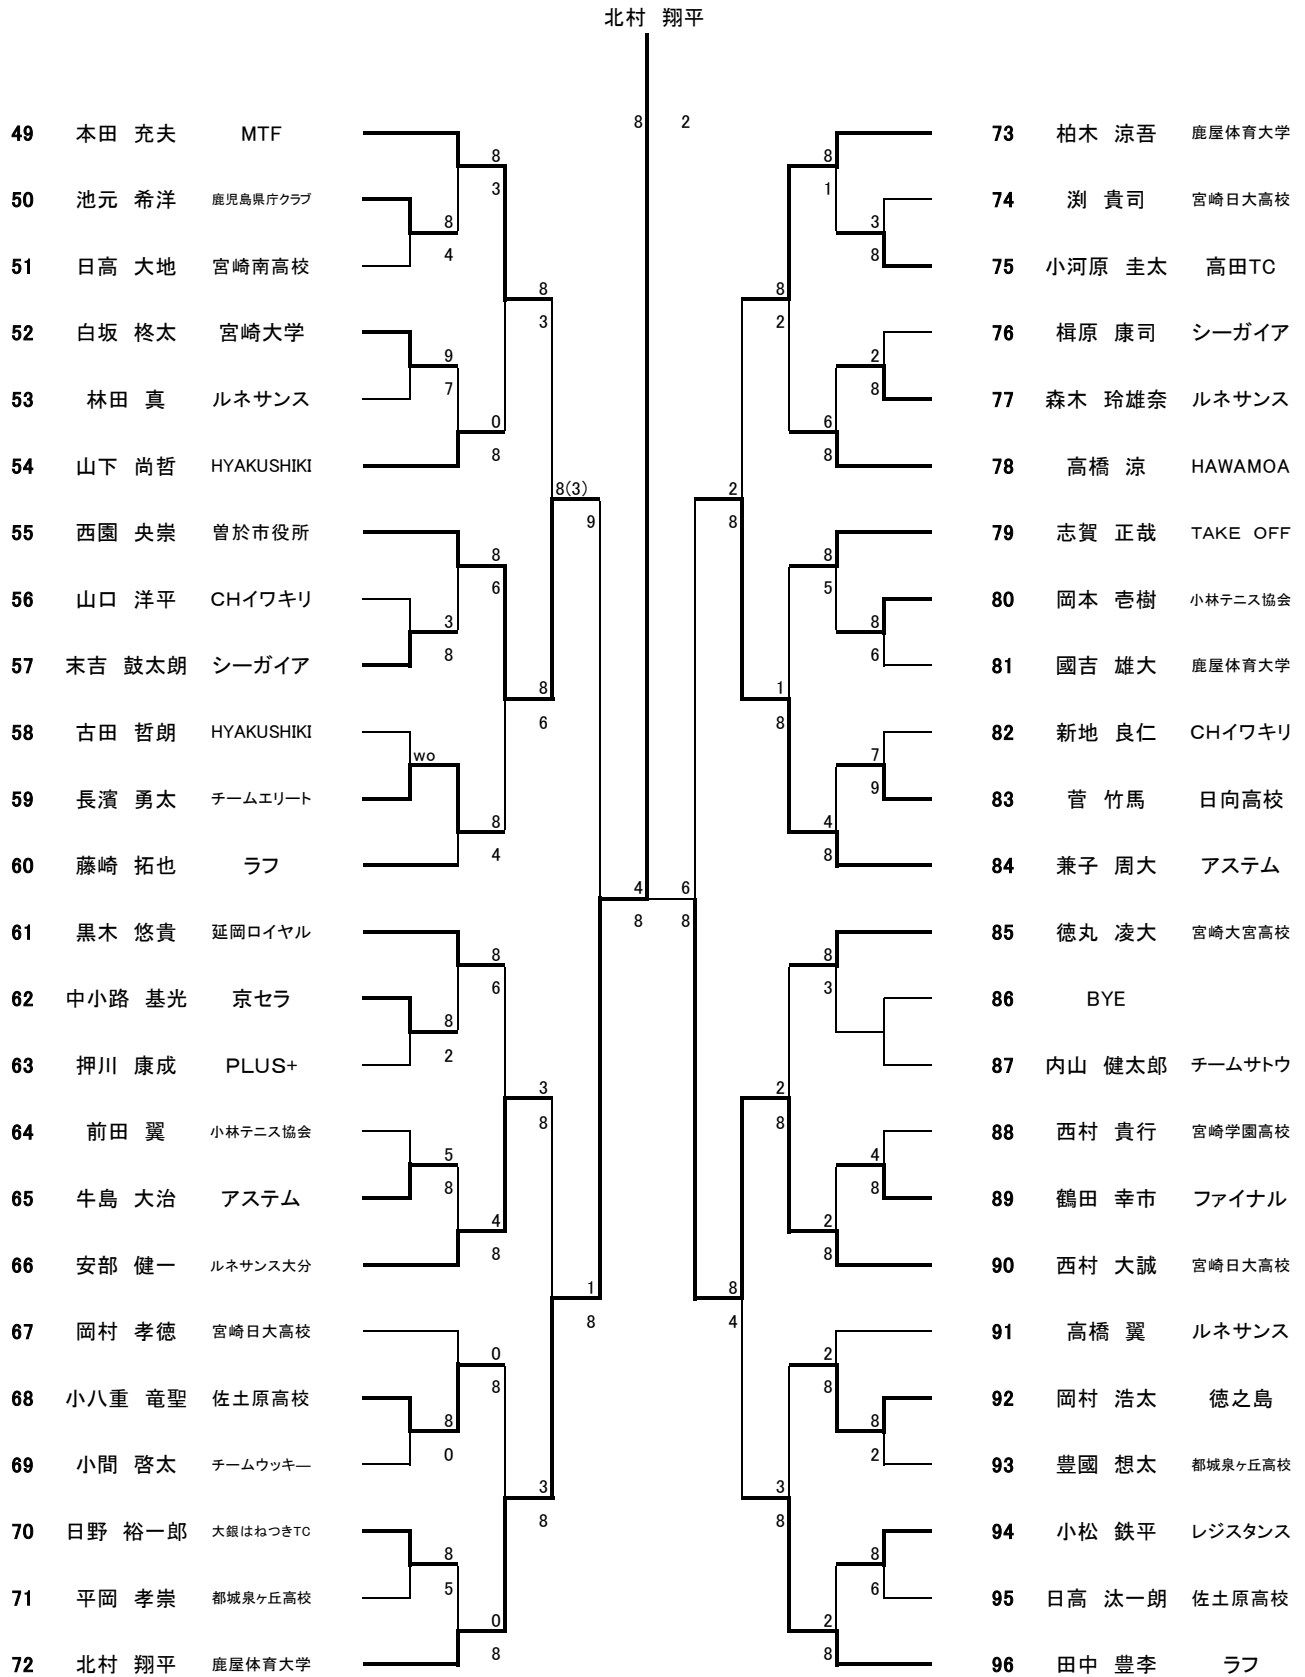 北村 翔平
8 2
49 本田 充夫 MTF
8
3
50 池元 希洋 鹿児島県庁クラブ
8
4
51 日高 大地 宮崎南高校
8
3
52 白坂 柊太 宮崎大学
9
7
53 林田 真 ルネサンス
0
8
54 山下 尚哲 HYAKUSHIKI
8(3)
9
55 西園 央崇 曽於市役所
8
6
56 山口 洋平 CHイワキリ
3
8
57 末吉 鼓太朗 シーガイア
8
6
58 古田 哲朗 HYAKUSHIKI
wo
59 長濱 勇太 チームエリート
8
4
60 藤崎 拓也 ラフ
4
8
61 黒木 悠貴 延岡ロイヤル
8
6
62 中小路 基光 京セラ
8
2
63 押川 康成 PLUS+
3
8
64 前田 翼 小林テニス協会
5
8
65 牛島 大治 アステム
4
8
66 安部 健一 ルネサンス大分
1
8
67 岡村 孝徳 宮崎日大高校
0
8
68 小八重 竜聖 佐土原高校
8
0
69 小間 啓太 チームウッキー
3
8
70 日野 裕一郎 大銀はねつきTC
8
5
71 平岡 孝崇 都城泉ヶ丘高校
0
8
72 北村 翔平 鹿屋体育大学
73 柏木 涼吾 鹿屋体育大学
8
1
74 渕 貴司 宮崎日大高校
3
8
75 小河原 圭太 高田TC
8
2
76 楫原 康司 シーガイア
2
8
77 森木 玲雄奈 ルネサンス
6
8
78 高橋 涼 HAWAMOA
2
8
79 志賀 正哉 TAKE OFF
8
5
80 岡本 壱樹 小林テニス協会
8
6
81 國吉 雄大 鹿屋体育大学
1
8
82 新地 良仁 CHイワキリ
7
9
83 菅 竹馬 日向高校
4
8
84 兼子 周大 アステム
6
8
85 徳丸 凌大 宮崎大宮高校
8
3
86 BYE
87 内山 健太郎 チームサトウ
2
8
88 西村 貴行 宮崎学園高校
4
8
89 鶴田 幸市 ファイナル
2
8
90 西村 大誠 宮崎日大高校
8
4
91 高橋 翼 ルネサンス
2
8
92 岡村 浩太 徳之島
8
2
93 豊國 想太 都城泉ヶ丘高校
3
8
94 小松 鉄平 レジスタンス
8
6
95 日高 汰一朗 佐土原高校
2
8
96 田中 豊李 ラフ